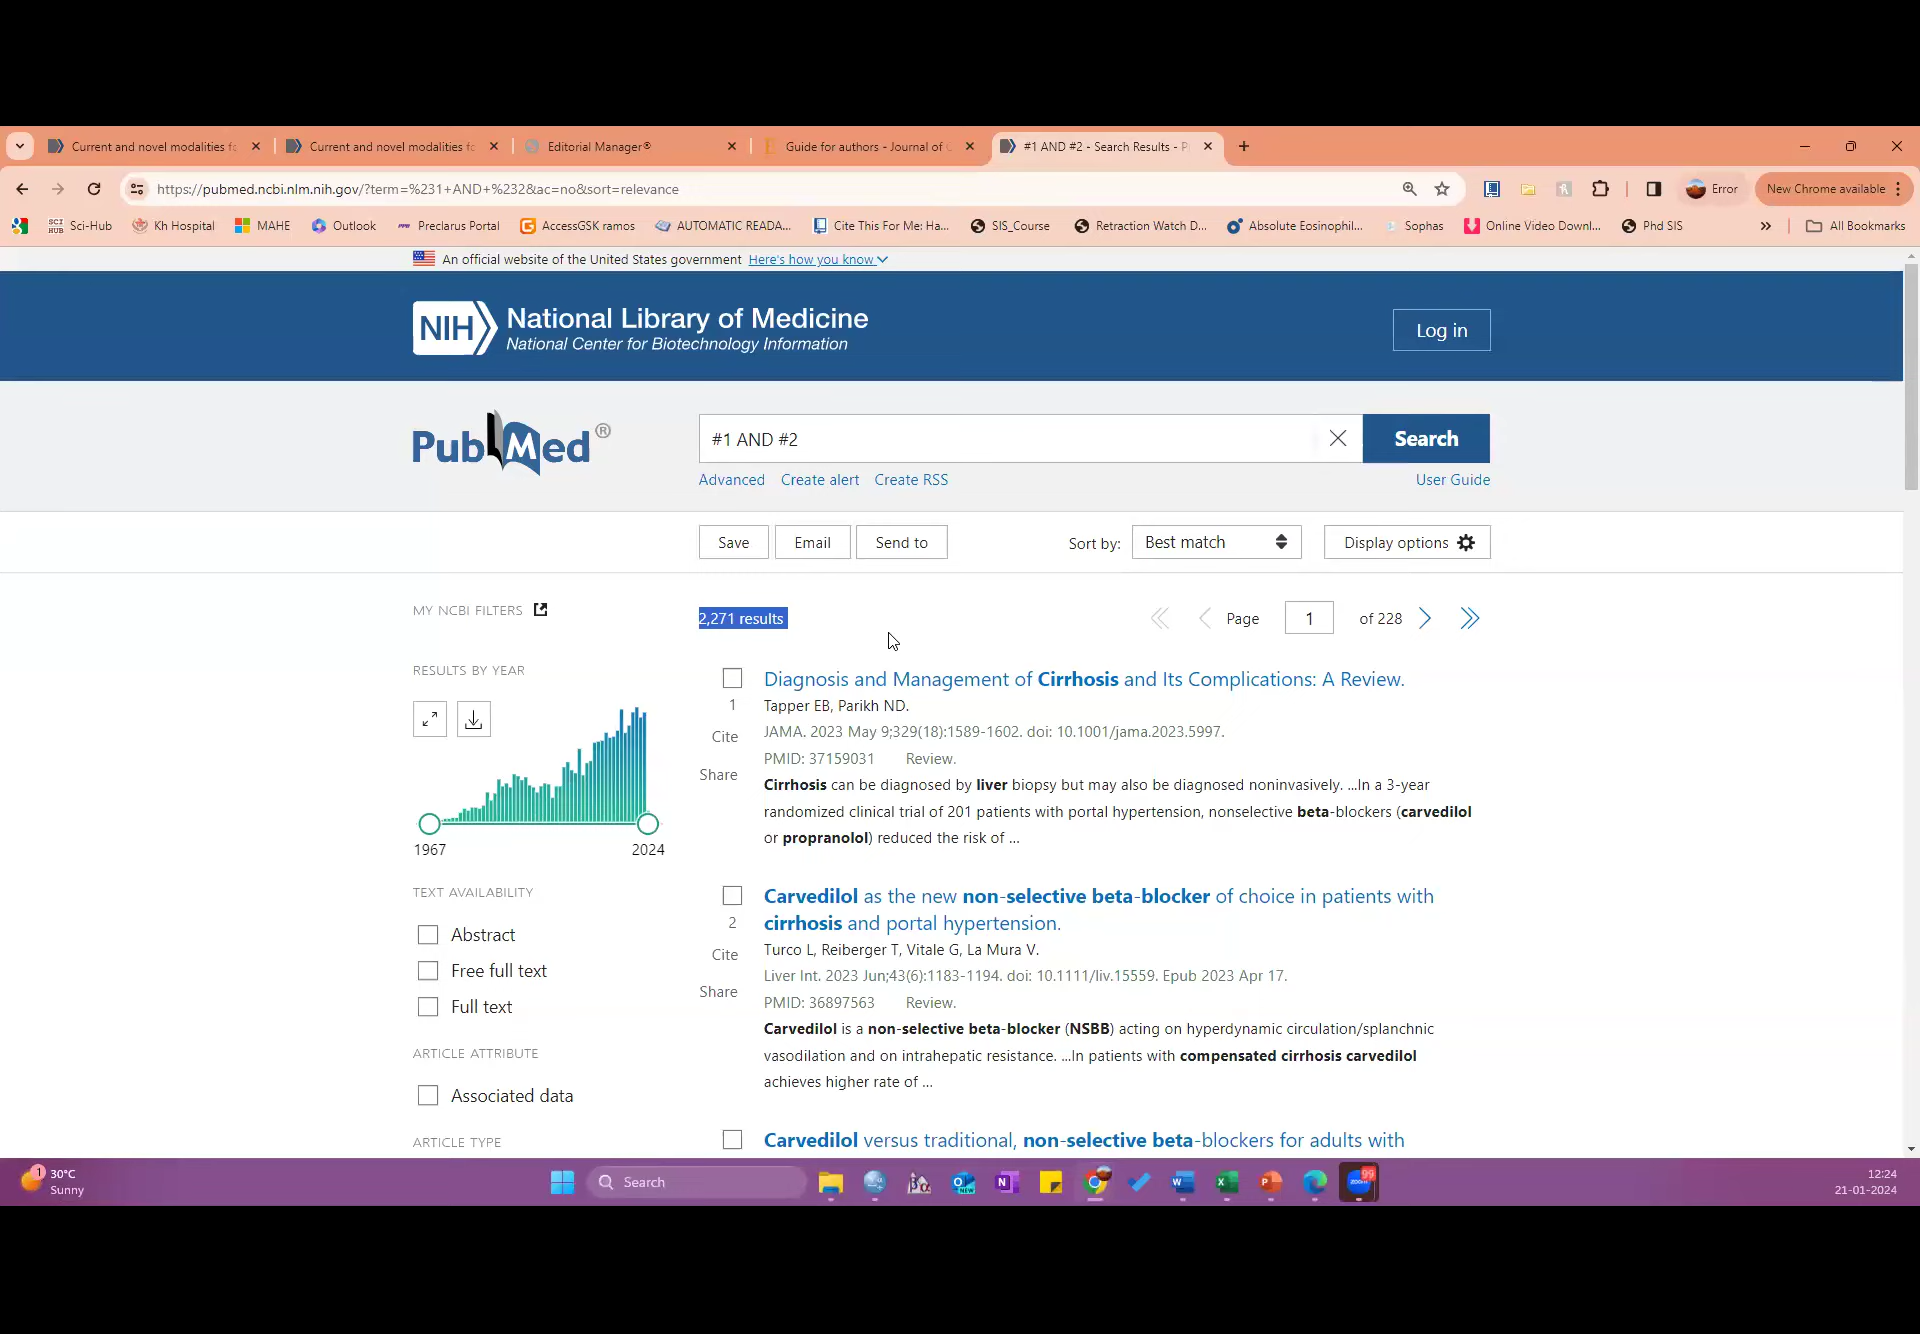 Current and novel modalities fo
Current and novel modalities fo
Editorial Manager®
Guide for authors - Journal of
#1 AND #2 - Search Results - P
https://pubmed.ncbi.nlm.nih.gov/?term=%231+AND+%232&ac=no&sort=relevance
Error
New Chrome available
SCI HUB Sci-Hub
Kh Hospital
MAHE
Outlook
Preclarus Portal
AccessGSK ramos
AUTOMATIC READA...
Cite This For Me: Ha...
SIS_Course
Retraction Watch D...
Absolute Eosinophil...
Sophas
Online Video Downl...
Phd SIS
All Bookmarks
An official website of the United States government Here's how you know
NIH National Library of Medicine
National Center for Biotechnology Information
Log in
PubMed®
#1 AND #2
Search
Advanced Create alert Create RSS
User Guide
Save Email Send to
Sort by: Best match
Display options
MY NCBI FILTERS
2,271 results
Page 1 of 228
RESULTS BY YEAR
1967 2024
TEXT AVAILABILITY
Abstract
Free full text
Full text
ARTICLE ATTRIBUTE
Associated data
ARTICLE TYPE
Diagnosis and Management of Cirrhosis and Its Complications: A Review.
1
Cite
Share
Tapper EB, Parikh ND.
JAMA. 2023 May 9;329(18):1589-1602. doi: 10.1001/jama.2023.5997.
PMID: 37159031 Review.
Cirrhosis can be diagnosed by liver biopsy but may also be diagnosed noninvasively. ...In a 3-year
randomized clinical trial of 201 patients with portal hypertension, nonselective beta-blockers (carvedilol
or propranolol) reduced the risk of ...
Carvedilol as the new non-selective beta-blocker of choice in patients with
cirrhosis and portal hypertension.
2
Cite
Share
Turco L, Reiberger T, Vitale G, La Mura V.
Liver Int. 2023 Jun;43(6):1183-1194. doi: 10.1111/liv.15559. Epub 2023 Apr 17.
PMID: 36897563 Review.
Carvedilol is a non-selective beta-blocker (NSBB) acting on hyperdynamic circulation/splanchnic
vasodilation and on intrahepatic resistance. ...In patients with compensated cirrhosis carvedilol
achieves higher rate of ...
Carvedilol versus traditional, non-selective beta-blockers for adults with
1
30°C
Sunny
Search
99
12:24
21-01-2024